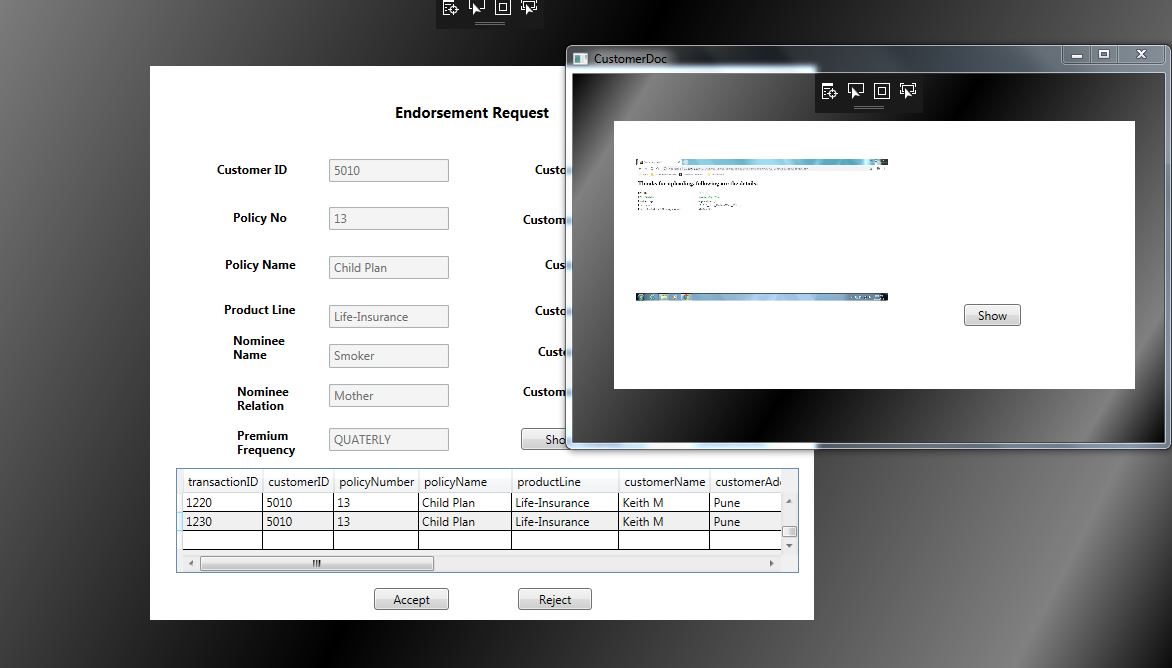 CustomerDoc
Endorsement Request
Thanks for uploading, following are the details:
Customer ID 5010 Custo
Policy No 13 Custom
Policy Name Child Plan Cus
Product Line Life-Insurance Custo
Show
Nominee
Name
Smoker Custo
Nominee
Relation
Mother Custom
Premium
Frequency
QUATERLY Sho
transactionID customerID policyNumber policyName productLine customerName customerAdd
1220 5010 13 Child Plan Life-Insurance Keith M Pune
1230 5010 13 Child Plan Life-Insurance Keith M Pune
Accept Reject